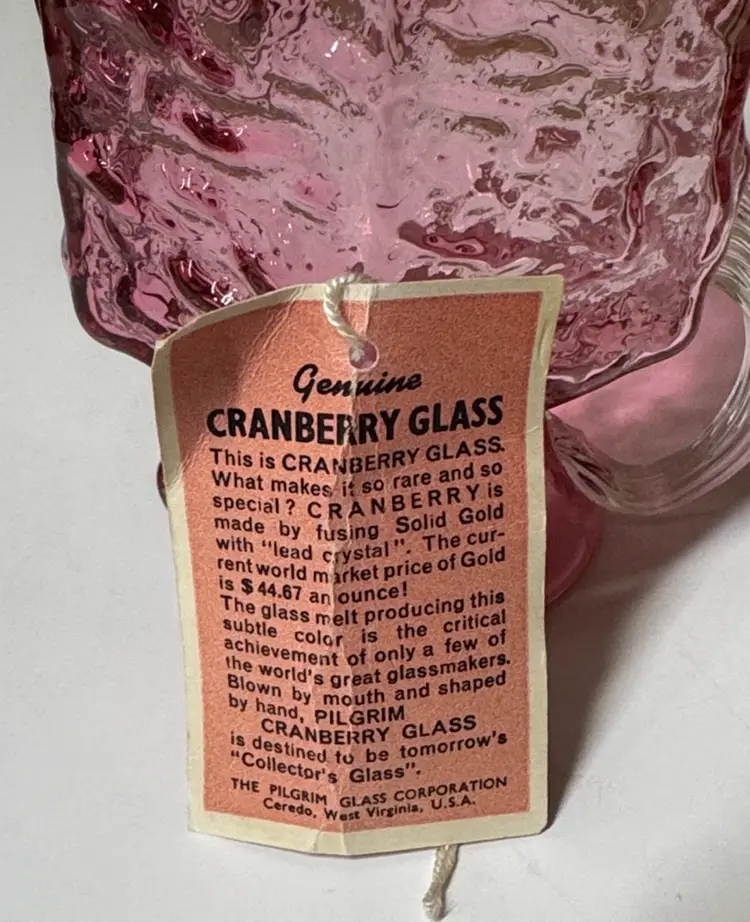 Genuine
CRANBERRY GLASS
This is CRANBERRY GLASS.
What makes it so rare and so
special? CRANBERRY is
made by fusing Solid Gold
with "lead crystal". The cur-
rent world market price of Gold
is $44.67 an ounce!
The glass melt producing this
subtle color is the critical
achievement of only a few of
the world's great glassmakers.
Blown by mouth and shaped
by hand, PILGRIM
CRANBERRY GLASS
is destined to be tomorrow's
"Collector's Glass".
THE PILGRIM GLASS CORPORATION
Ceredo, West Virginia, U.S.A.